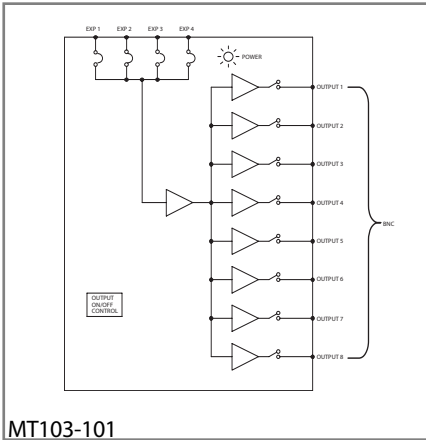 EXP 1 EXP 2 EXP 3 EXP 4
POWER
OUTPUT 1
OUTPUT 2
OUTPUT 3
OUTPUT 4
BNC
OUTPUT 5
OUTPUT 6
OUTPUT 7
OUTPUT 8
OUTPUT
ON/OFF
CONTROL
MT103-101